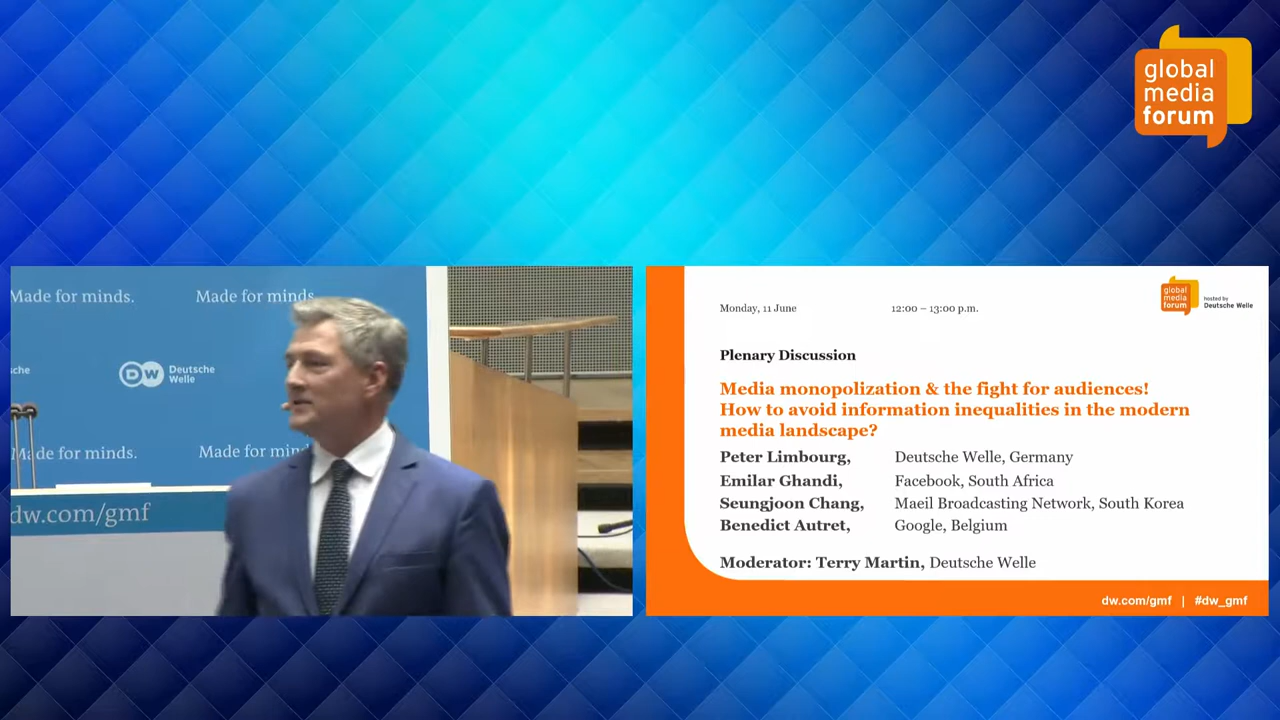 global
media
forum
Made for minds.
Made for minds.
DW
Deutsche
Welle
Made for minds.
Made for mind
dw.com/gmf
Monday, 11 June
12:00 – 13:00 p.m.
global
media
forum
hosted by
Deutsche Welle
Plenary Discussion
Media monopolization & the fight for audiences!
How to avoid information inequalities in the modern
media landscape?
Peter Limbourg, Deutsche Welle, Germany
Emilar Ghandi, Facebook, South Africa
Seungjoon Chang, Maeil Broadcasting Network, South Korea
Benedict Autret, Google, Belgium
Moderator: Terry Martin, Deutsche Welle
dw.com/gmf | #dw_gmf